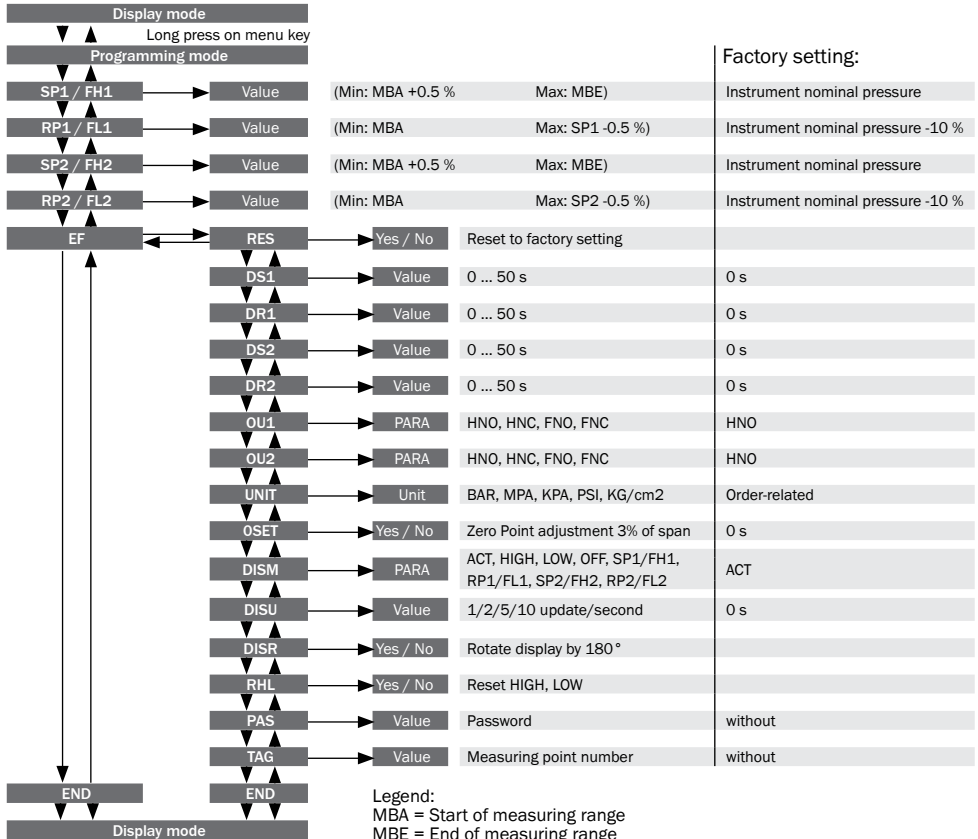 Display mode
Long press on menu key
Programming mode
Factory setting:
SP1 / FH1 Value (Min: MBA +0.5 % Max: MBE) Instrument nominal pressure
RP1 / FL1 Value (Min: MBA Max: SP1 -0.5 %) Instrument nominal pressure -10 %
SP2 / FH2 Value (Min: MBA +0.5 % Max: MBE) Instrument nominal pressure
RP2 / FL2 Value (Min: MBA Max: SP2 -0.5 %) Instrument nominal pressure -10 %
EF RES Yes / No Reset to factory setting
DS1 Value 0 ... 50 s 0 s
DR1 Value 0 ... 50 s 0 s
DS2 Value 0 ... 50 s 0 s
DR2 Value 0 ... 50 s 0 s
OU1 PARA HNO, HNC, FNO, FNC HNO
OU2 PARA HNO, HNC, FNO, FNC HNO
UNIT Unit BAR, MPA, KPA, PSI, KG/cm2 Order-related
0SET Yes / No Zero Point adjustment 3% of span 0 s
DISM PARA ACT, HIGH, LOW, OFF, SP1/FH1,
RP1/FL1, SP2/FH2, RP2/FL2 ACT
DISU Value 1/2/5/10 update/second 0 s
DISR Yes / No Rotate display by 180°
RHL Yes / No Reset HIGH, LOW
PAS Value Password without
TAG Value Measuring point number without
END END
Display mode
Legend:
MBA = Start of measuring range
MBE = End of measuring range